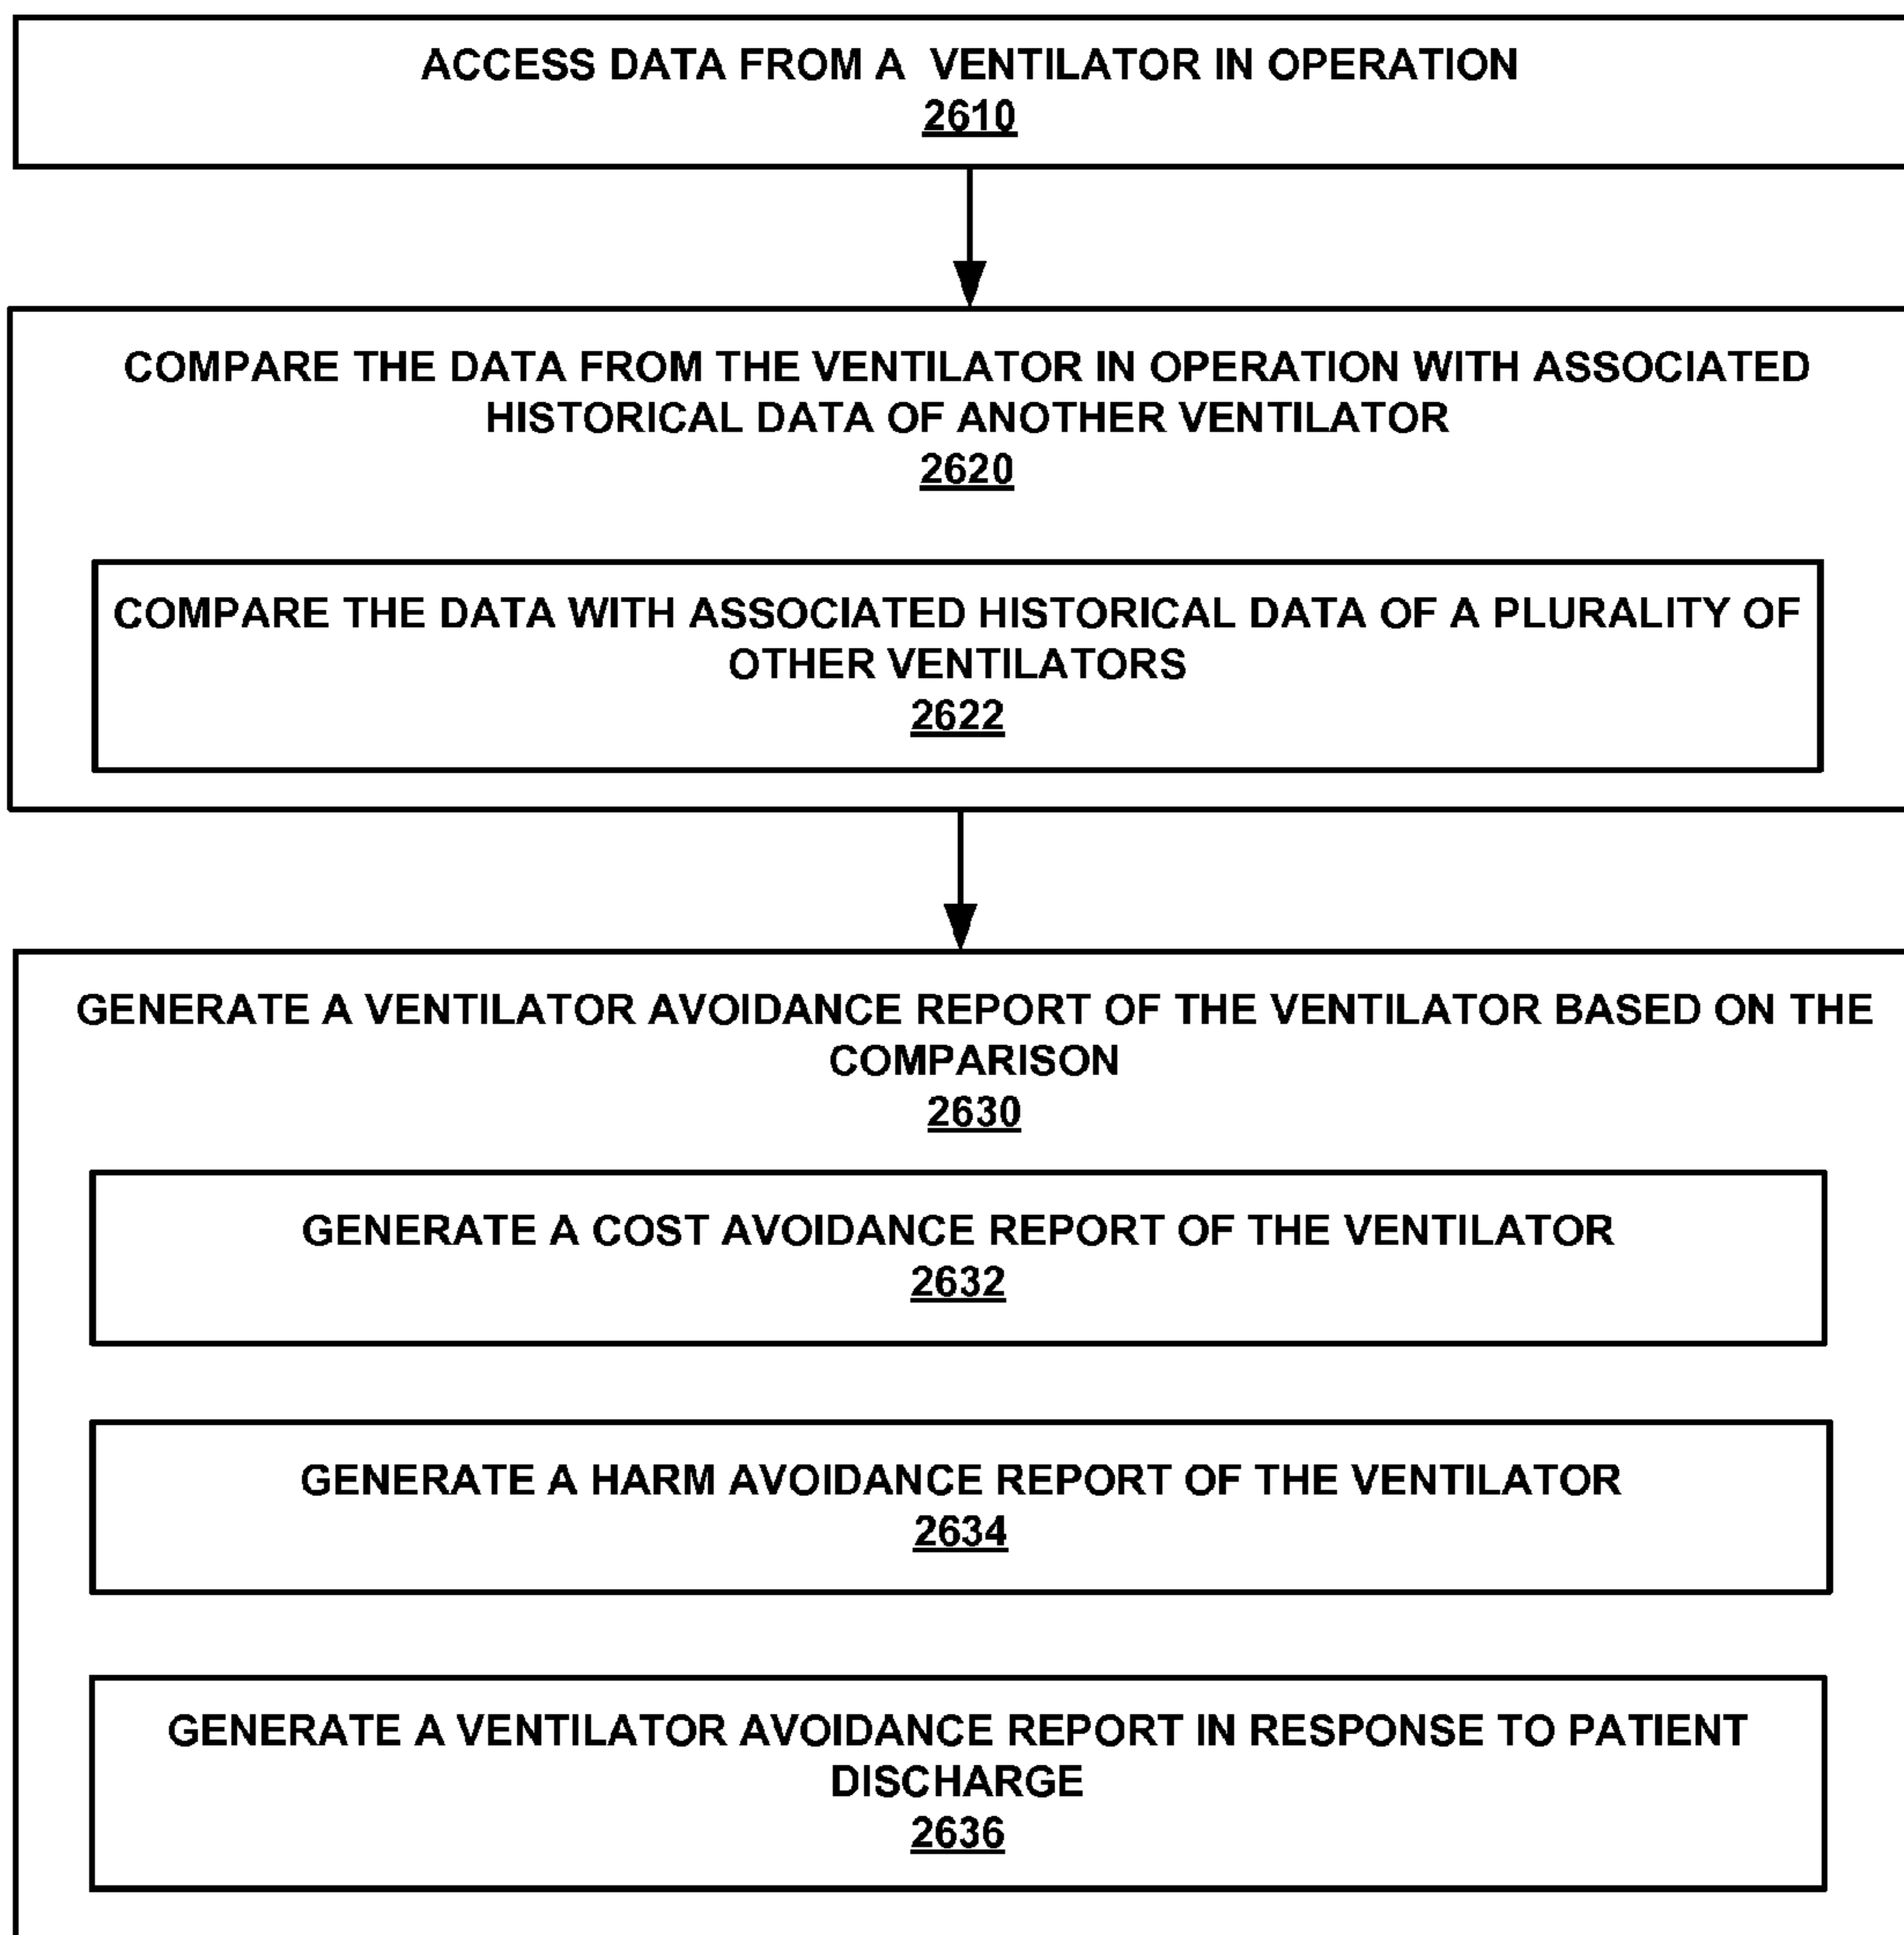 ACCESS DATA FROM A VENTILATOR IN OPERATION
2610
COMPARE THE DATA FROM THE VENTILATOR IN OPERATION WITH ASSOCIATED
HISTORICAL DATA OF ANOTHER VENTILATOR
2620
COMPARE THE DATA WITH ASSOCIATED HISTORICAL DATA OF A PLURALITY OF
OTHER VENTILATORS
2622
GENERATE A VENTILATOR AVOIDANCE REPORT OF THE VENTILATOR BASED ON THE
COMPARISON
2630
GENERATE A COST AVOIDANCE REPORT OF THE VENTILATOR
2632
GENERATE A HARM AVOIDANCE REPORT OF THE VENTILATOR
2634
GENERATE A VENTILATOR AVOIDANCE REPORT IN RESPONSE TO PATIENT
DISCHARGE
2636